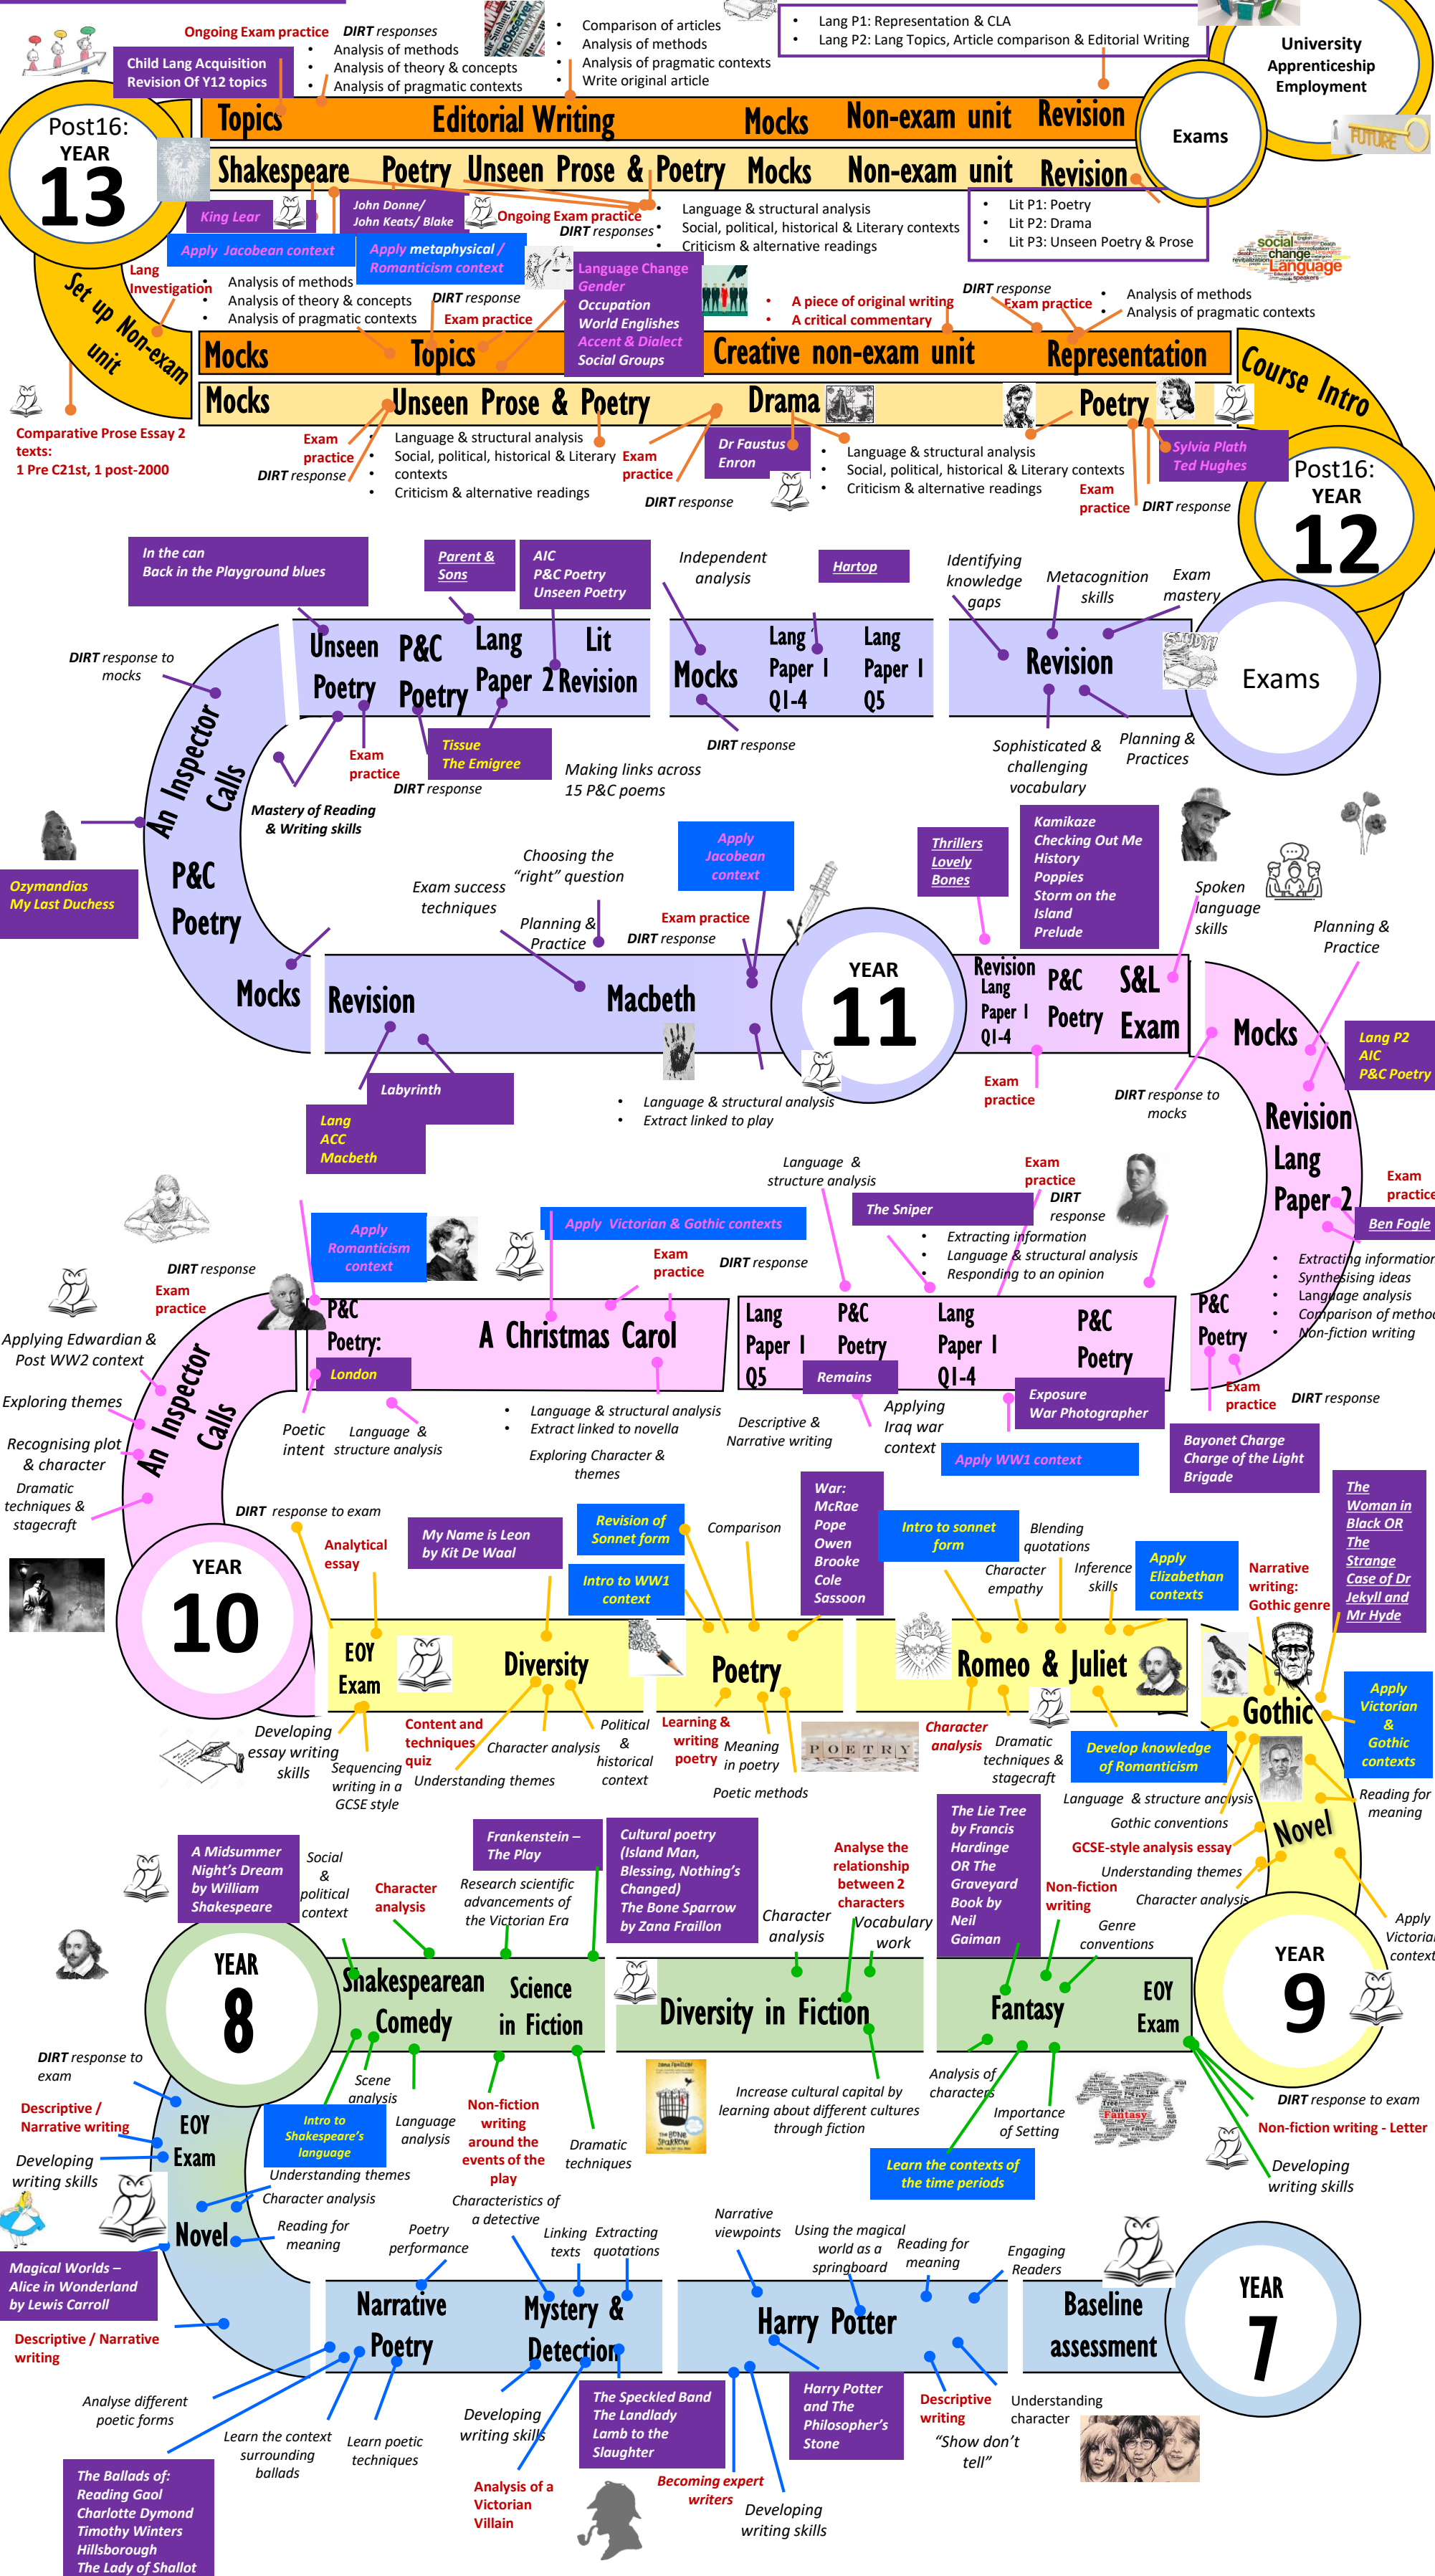 Ongoing Exam practice
DIRT responses
• Analysis of methods
• Analysis of theory & concepts
• Analysis of pragmatic contexts
Child Lang Acquisition
Revision Of Y12 topics
• Comparison of articles
• Analysis of methods
• Analysis of pragmatic contexts
• Write original article
• Lang P1: Representation & CLA
• Lang P2: Lang Topics, Article comparison & Editorial Writing
University
Apprenticeship
Employment
FUTURE
Post16:
YEAR
13
Topics
Editorial Writing
Mocks
Non-exam unit
Revision
Exams
Shakespeare
Poetry
Unseen Prose & Poetry
Mocks
Non-exam unit
Revision
King Lear
John Donne/
John Keats/ Blake
Ongoing Exam practice
DIRT responses
• Language & structural analysis
• Social, political, historical & Literary contexts
• Criticism & alternative readings
• Lit P1: Poetry
• Lit P2: Drama
• Lit P3: Unseen Poetry & Prose
Apply Jacobean context
Apply metaphysical /
Romanticism context
social
change
Language
Set up Non-exam
unit
Lang
Investigation
• Analysis of methods
• Analysis of theory & concepts
• Analysis of pragmatic contexts
DIRT response
Exam practice
Language Change
Gender
Occupation
World Englishes
Accent & Dialect
Social Groups
• A piece of original writing
• A critical commentary
DIRT response
Exam practice
• Analysis of methods
• Analysis of pragmatic contexts
Mocks
Topics
Creative non-exam unit
Representation
Course Intro
Mocks
Unseen Prose & Poetry
Drama
Poetry
Comparative Prose Essay 2
texts:
1 Pre C21st, 1 post-2000
Exam
practice
DIRT response
• Language & structural analysis
• Social, political, historical & Literary
• contexts
• Criticism & alternative readings
Exam
practice
DIRT response
Dr Faustus
Enron
• Language & structural analysis
• Social, political, historical & Literary contexts
• Criticism & alternative readings
Exam
practice
DIRT response
Sylvia Plath
Ted Hughes
Post16:
YEAR
12
In the can
Back in the Playground blues
Parent &
Sons
AIC
P&C Poetry
Unseen Poetry
Independent
analysis
Hartop
Identifying
knowledge
gaps
Metacognition
skills
Exam
mastery
DIRT response to
mocks
Unseen
Poetry
P&C
Poetry
Lang
Paper 2
Lit
Revision
Mocks
Lang
Paper 1
Q1-4
Lang
Paper 1
Q5
Revision
STUDY!
Exams
An Inspector
Calls
Exam
practice
Tissue
The Emigree
DIRT response
Making links across
15 P&C poems
DIRT response
Sophisticated &
challenging
vocabulary
Planning &
Practices
Mastery of Reading
& Writing skills
Ozymandias
My Last Duchess
P&C
Poetry
Exam success
techniques
Choosing the
“right” question
Planning &
Practice
Apply
Jacobean
context
Exam practice
DIRT response
Thrillers
Lovely
Bones
Kamikaze
Checking Out Me
History
Poppies
Storm on the
Island
Prelude
Spoken
language
skills
Planning &
Practice
Mocks
Revision
Macbeth
YEAR
11
Revision
Lang
Paper 1
Q1-4
P&C
Poetry
S&L
Exam
Mocks
Lang P2
AIC
P&C Poetry
Labyrinth
Lang
ACC
Macbeth
• Language & structural analysis
• Extract linked to play
Exam
practice
DIRT response to
mocks
Revision
Lang
Paper 2
Exam
practice
Ben Fogle
• Extracting information
• Synthesising ideas
• Language analysis
• Comparison of
• Non-fiction writing
Language &
structure analysis
Exam
practice
DIRT
response
The Sniper
• Extracting information
• Language & structural analysis
• Responding to an opinion
Apply
Romanticism
context
Apply Victorian & Gothic contexts
Exam
practice
DIRT response
DIRT response
Exam
practice
Applying Edwardian &
Post WW2 context
Exploring themes
Recognising plot
& character
Dramatic
techniques &
stagecraft
An Inspector
Calls
P&C
Poetry:
London
A Christmas Carol
Lang
Paper 1
Q5
P&C
Poetry
Remains
Lang
Paper 1
Q1-4
P&C
Poetry
P&C
Poetry
Exam
practice
DIRT response
Poetic
intent
Language &
structure analysis
• Language & structural analysis
• Extract linked to novella
Exploring Character &
themes
Descriptive &
Narrative writing
Applying
Iraq war
context
Exposure
War Photographer
Apply WW1 context
Bayonet Charge
Charge of the Light
Brigade
YEAR
10
DIRT response to exam
Analytical
essay
My Name is Leon
by Kit De Waal
Revision of
Sonnet form
Intro to WW1
context
Comparison
War:
McRae
Pope
Owen
Brooke
Cole
Sassoon
Intro to sonnet
form
Character
empathy
Blending
quotations
Inference
skills
Apply
Elizabethan
contexts
Narrative
writing:
Gothic genre
The
Woman in
Black OR
The
Strange
Case of Dr
Jekyll and
Mr Hyde
EOY
Exam
Diversity
Poetry
Romeo & Juliet
Gothic
Apply
Victorian
&
Gothic
contexts
Developing
essay writing
skills
Sequencing
writing in a
GCSE style
Content and
techniques
quiz
Understanding themes
Character analysis
Political
&
historical
context
Learning &
writing
poetry
Meaning
in poetry
Poetic methods
POETRY
Character
analysis
Dramatic
techniques &
stagecraft
Develop knowledge
of Romanticism
Language & structure analysis
Gothic conventions
GCSE-style analysis essay
Understanding themes
Character analysis
Reading for
meaning
Novel
Apply
context
A Midsummer
Night’s Dream
by William
Shakespeare
Social
&
political
context
Character
analysis
Frankenstein –
The Play
Research scientific
advancements of
the Victorian Era
Cultural poetry
(Island Man,
Blessing, Nothing’s
Changed)
The Bone Sparrow
by Zana Fraillon
Character
analysis
Analyse the
relationship
between 2
characters
Vocabulary
work
The Lie Tree
by Francis
Hardinge
OR The
Graveyard
Book by
Neil
Gaiman
Non-fiction
writing
Genre
conventions
YEAR
8
Shakespearean
Comedy
Science
in Fiction
Diversity in Fiction
Fantasy
EOY
Exam
YEAR
9
DIRT response to
exam
Descriptive /
Narrative writing
Developing
writing skills
EOY
Exam
Scene
analysis
Intro to
Shakespeare’s
language
Language
analysis
Non-fiction
writing
around the
events of the
play
Dramatic
techniques
THE BONE
SPARROW
Increase cultural capital by
learning about different cultures
through fiction
Analysis of
characters
Importance
of Setting
Learn the contexts of
the time periods
Fantasy
DIRT response to exam
Non-fiction writing - Letter
Developing
writing skills
Understanding themes
Character analysis
Reading for
meaning
Novel
Magical Worlds –
Alice in Wonderland
by Lewis Carroll
Descriptive / Narrative
writing
Poetry
performance
Characteristics of
a detective
Linking
texts
Extracting
quotations
Narrative
viewpoints
Using the magical
world as a
springboard
Reading for
meaning
Engaging
Readers
Narrative
Poetry
Mystery &
Detection
Harry Potter
Baseline
assessment
YEAR
7
Analyse different
poetic forms
Learn the context
surrounding
ballads
Learn poetic
techniques
Developing
writing skills
The Speckled Band
The Landlady
Lamb to the
Slaughter
Analysis of a
Victorian
Villain
Becoming expert
writers
Developing
writing skills
Harry Potter
and The
Philosopher’s
Stone
Descriptive
writing
“Show don’t
tell”
Understanding
character
The Ballads of:
Reading Gaol
Charlotte Dymond
Timothy Winters
Hillsborough
The Lady of Shallot